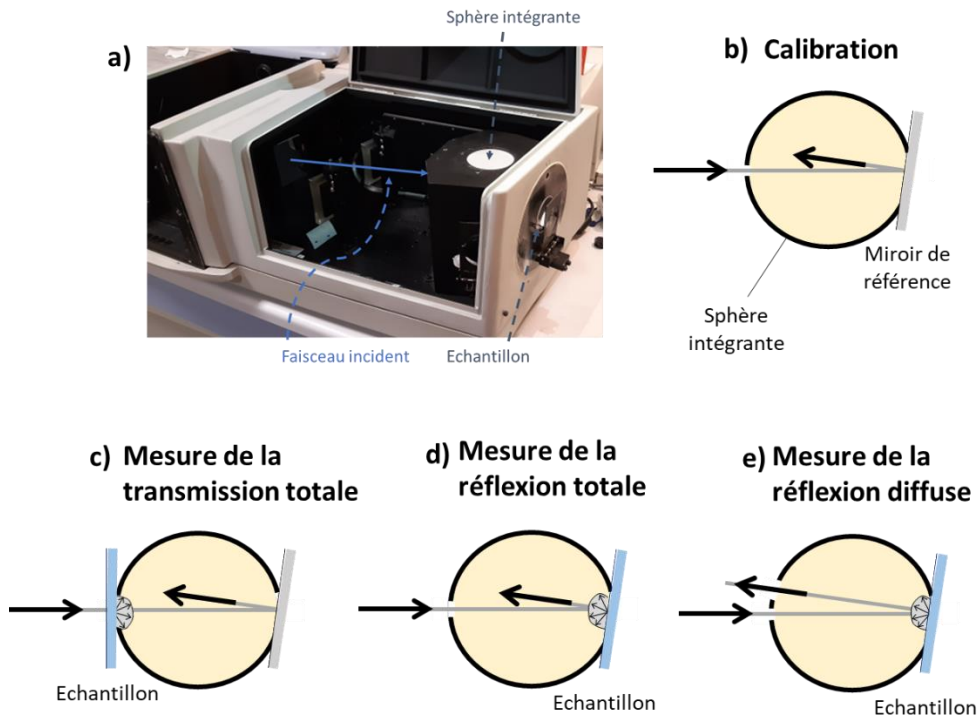 Sphère intégrante
a)
Faisceau incident
Echantillon
b) Calibration
Miroir de
référence
Sphère
intégrante
c) Mesure de la
transmission totale
Echantillon
d) Mesure de la
réflexion totale
Echantillon
e) Mesure de la
réflexion diffuse
Echantillon